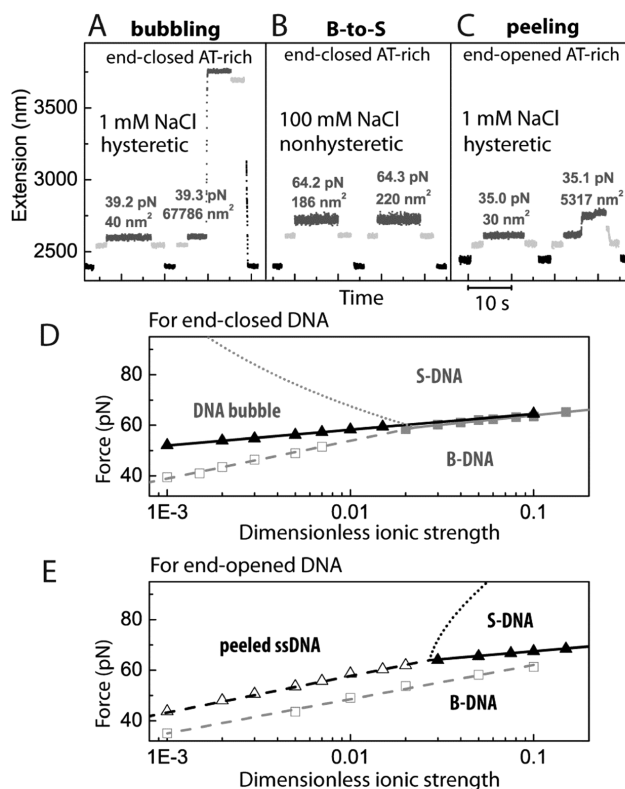 A bubbling
B B-to-S
C peeling
end-closed AT-rich
end-closed AT-rich
end-opened AT-rich
Extension (nm)
3500
3000
2500
1 mM NaCl
hysteretic
39.2 pN
40 nm²
39.3 pN
67786 nm²
100 mM NaCl
nonhysteretic
64.2 pN
186 nm²
64.3 pN
220 nm²
1 mM NaCl
hysteretic
35.0 pN
30 nm²
35.1 pN
5317 nm²
Time
10 s
D For end-closed DNA
Force (pN)
80
60
40
S-DNA
DNA bubble
B-DNA
1E-3
0.01
0.1
Dimensionless ionic strength
E For end-opened DNA
Force (pN)
80
60
40
S-DNA
peeled ssDNA
B-DNA
1E-3
0.01
0.1
Dimensionless ionic strength